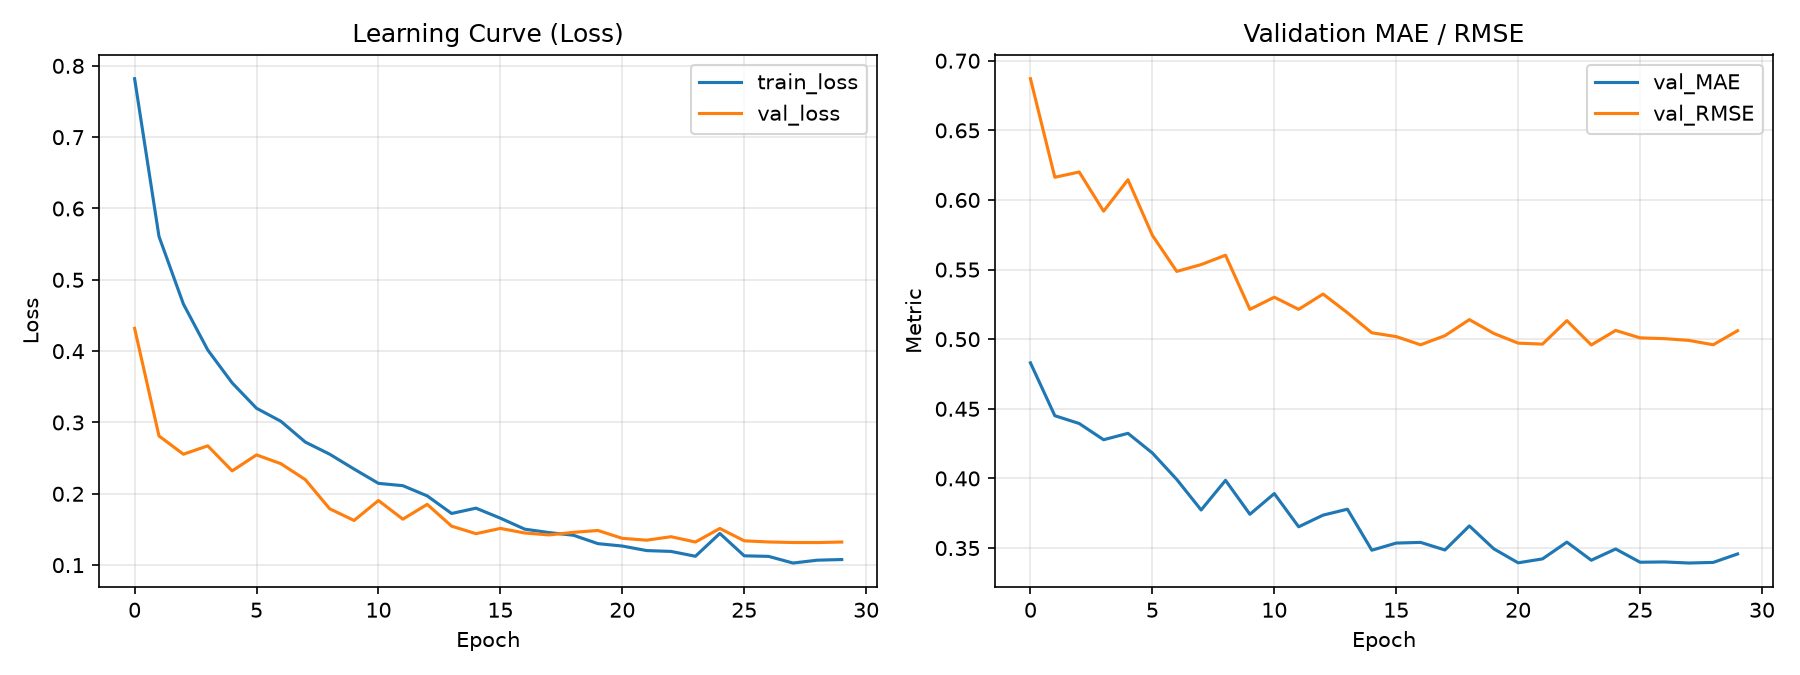 Learning Curve (Loss)
train_loss
val_loss
0.8
0.7
0.6
0.5
0.4
0.3
0.2
0.1
Loss
0 5 10 15 20 25 30
Epoch
Validation MAE / RMSE
val_MAE
val_RMSE
0.70
0.65
0.60
0.55
0.50
0.45
0.40
0.35
Metric
0 5 10 15 20 25 30
Epoch